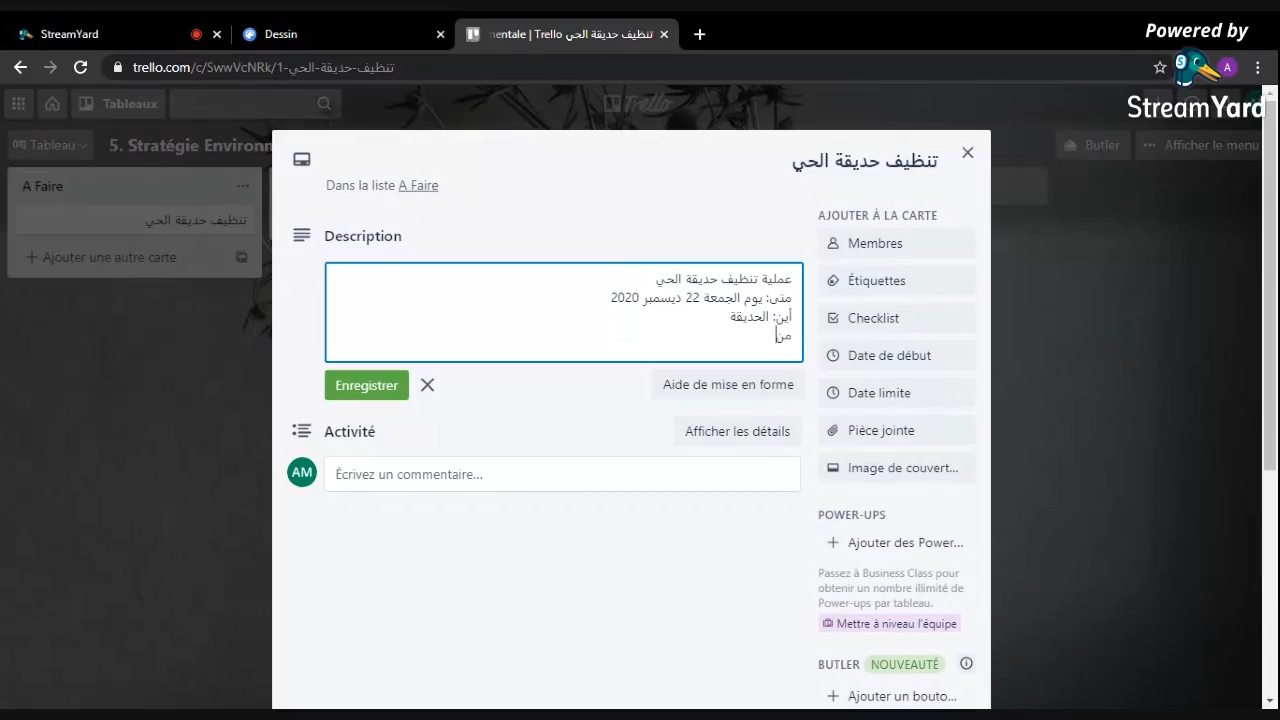 StreamYard
Dessin
تنظيف حديقة الحي mentale | Trello
Powered by
trello.com/c/SwwVcNRk/1-تنظيف-حديقة-الحي
A
StreamYard
Tableaux
Trello
Tableau
5. Stratégie Environn
Butler
Afficher le menu
A Faire
تنظيف حديقة الحي
Ajouter une autre carte
تنظيف حديقة الحي
Dans la liste A Faire
Description
عملية تنظيف حديقة الحي
متى: يوم الجمعة 22 ديسمبر 2020
أين: الحديقة
من
Enregistrer
Aide de mise en forme
Activité
Afficher les détails
AM
Écrivez un commentaire...
AJOUTER À LA CARTE
Membres
Étiquettes
Checklist
Date de début
Date limite
Pièce jointe
Image de couvert...
POWER-UPS
Ajouter des Power...
Passez à Business Class pour
obtenir un nombre illimité de
Power-ups par tableau.
Mettre à niveau l'équipe
BUTLER NOUVEAUTÉ
Ajouter un bouto...